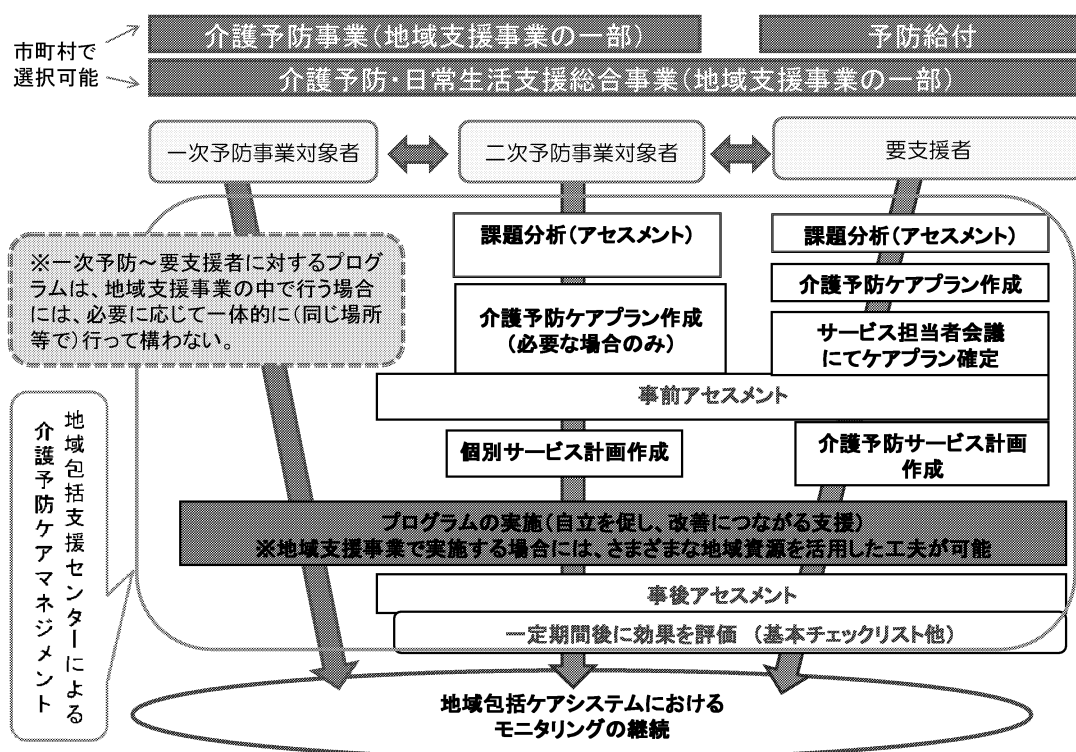 市町村で
選択可能
介護予防事業（地域支援事業の一部）
予防給付
介護予防・日常生活支援総合事業（地域支援事業の一部）
一次予防事業対象者
二次予防事業対象者
要支援者
※一次予防～要支援者に対するプログ
ラムは、地域支援事業の中で行う場合
には、必要に応じて一体的に（同じ場所
等で）行って構わない。
課題分析（アセスメント）
介護予防ケアプラン作成
（必要な場合のみ）
課題分析（アセスメント）
介護予防ケアプラン作成
サービス担当者会議
にてケアプラン確定
事前アセスメント
個別サービス計画作成
介護予防サービス計画
作成
地域包括支援センターによる
介護予防ケアマネジメント
プログラムの実施（自立を促し、改善につながる支援）
※地域支援事業で実施する場合には、さまざまな地域資源を活用した工夫が可能
事後アセスメント
一定期間後に効果を評価　（基本チェックリスト他）
地域包括ケアシステムにおける
モニタリングの継続